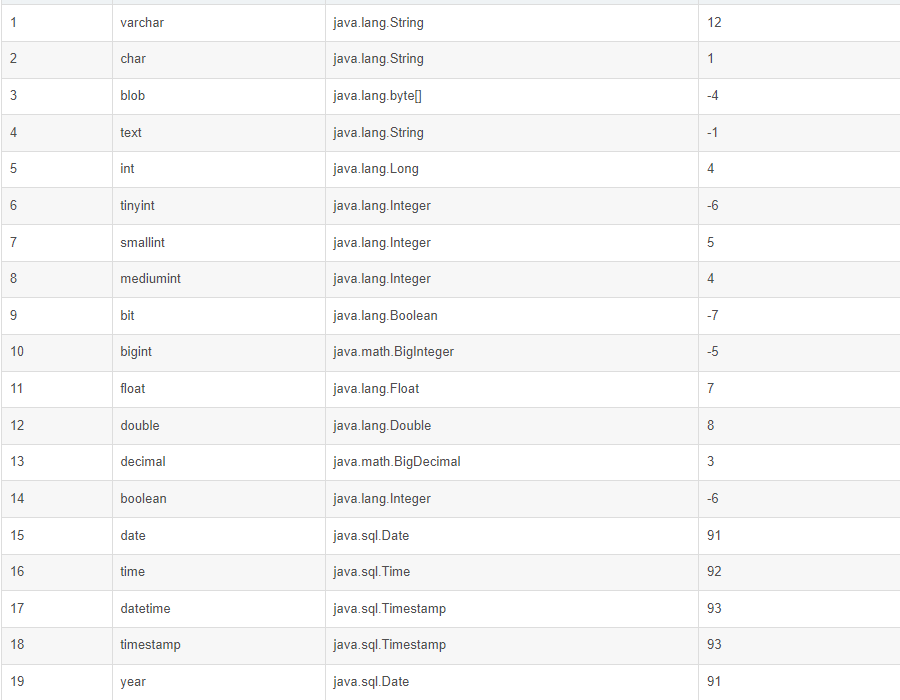 1 varchar java.lang.String 12
2 char java.lang.String 1
3 blob java.lang.byte[] -4
4 text java.lang.String -1
5 int java.lang.Long 4
6 tinyint java.lang.Integer -6
7 smallint java.lang.Integer 5
8 mediumint java.lang.Integer 4
9 bit java.lang.Boolean -7
10 bigint java.math.BigInteger -5
11 float java.lang.Float 7
12 double java.lang.Double 8
13 decimal java.math.BigDecimal 3
14 boolean java.lang.Integer -6
15 date java.sql.Date 91
16 time java.sql.Time 92
17 datetime java.sql.Timestamp 93
18 timestamp java.sql.Timestamp 93
19 year java.sql.Date 91